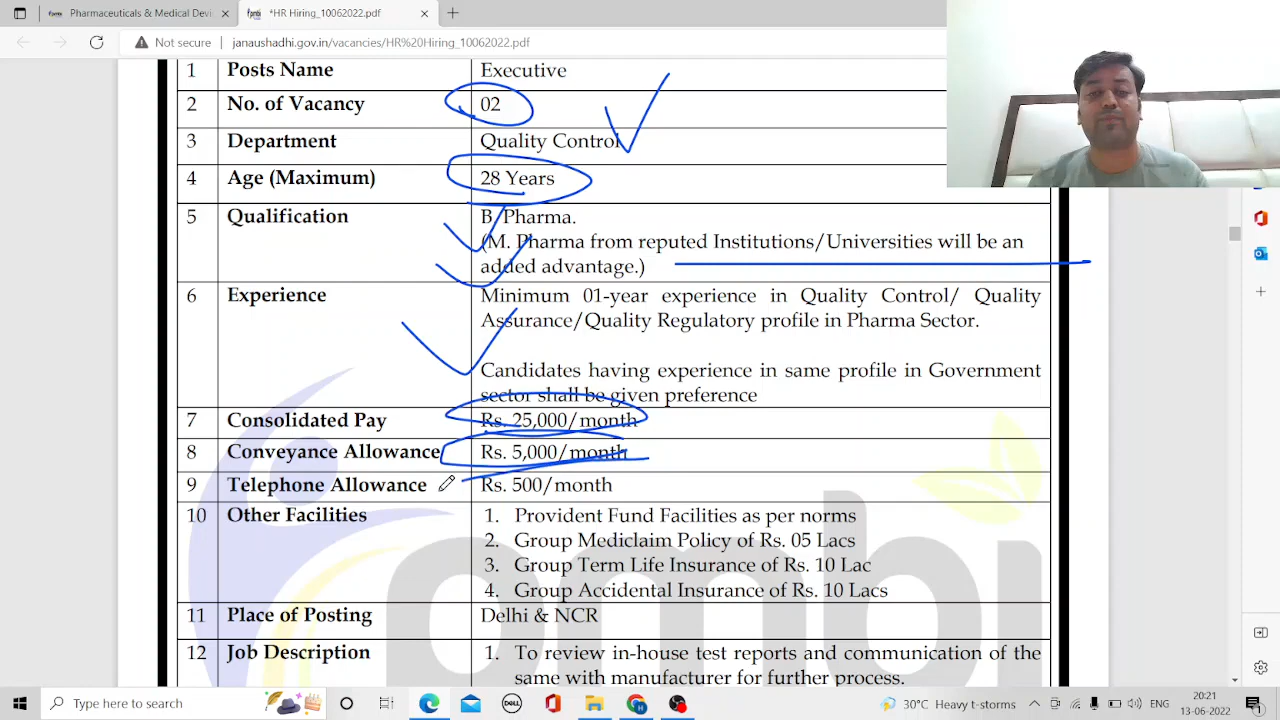 Pharmaceuticals & Medical Devi
*HR Hiring_10062022.pdf
Not secure
janaushadhi.gov.in/vacancies/HR%20Hiring_10062022.pdf
1 Posts Name Executive
2 No. of Vacancy 02
3 Department Quality Control
4 Age (Maximum) 28 Years
5 Qualification B. Pharma.
(M. Pharma from reputed Institutions/Universities will be an
added advantage.)
6 Experience Minimum 01-year experience in Quality Control/ Quality
Assurance/Quality Regulatory profile in Pharma Sector.
Candidates having experience in same profile in Government
sector shall be given preference
7 Consolidated Pay Rs. 25,000/month
8 Conveyance Allowance Rs. 5,000/month
9 Telephone Allowance Rs. 500/month
10 Other Facilities 1. Provident Fund Facilities as per norms
2. Group Mediclaim Policy of Rs. 05 Lacs
3. Group Term Life Insurance of Rs. 10 Lac
4. Group Accidental Insurance of Rs. 10 Lacs
11 Place of Posting Delhi & NCR
12 Job Description 1. To review in-house test reports and communication of the
same with manufacturer for further process.
Type here to search
DELL
30°C Heavy t-storms
20:21
13-06-2022